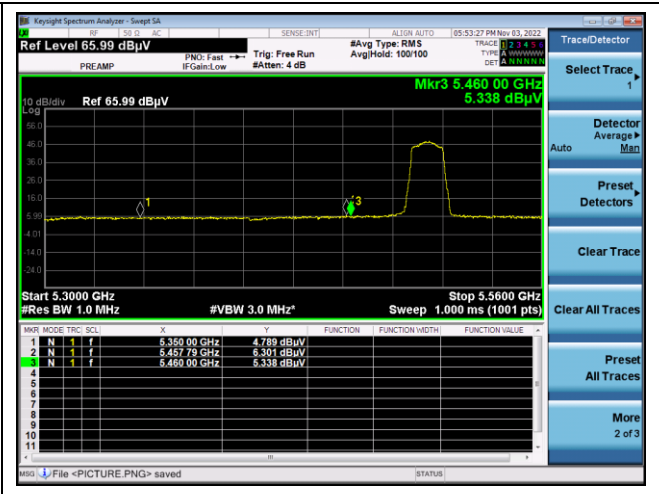 Keysight Spectrum Analyzer - Swept SA
RF 50 Ω AC SENSE:INT ALIGN AUTO 05:53:27 PM Nov 03, 2022
Ref Level 65.99 dBµV
PREAMP
PNO: Fast
IFGain:Low
Trig: Free Run
#Atten: 4 dB
#Avg Type: RMS
Avg|Hold: 100/100
TRACE 1 2 3 4 5 6
TYPE A WWWWW
DET A N N N N N
Mkr3 5.460 00 GHz
5.338 dBµV
10 dB/div Ref 65.99 dBµV
Log
56.0
46.0
36.0
26.0
16.0
5.99
-4.01
-14.0
-24.0
1
3
Start 5.3000 GHz Stop 5.5600 GHz
#Res BW 1.0 MHz #VBW 3.0 MHz* Sweep 1.000 ms (1001 pts)
MKR MODE TRC SCL X Y FUNCTION FUNCTION WIDTH FUNCTION VALUE
1 N 1 f 5.350 00 GHz 4.789 dBµV
2 N 1 f 5.457 79 GHz 6.301 dBµV
3 N 1 f 5.460 00 GHz 5.338 dBµV
4
5
6
7
8
9
10
11
MSG File <PICTURE.PNG> saved STATUS
Trace/Detector
Select Trace
1
Detector
Average
Auto Man
Preset
Detectors
Clear Trace
Clear All Traces
Preset
All Traces
More
2 of 3